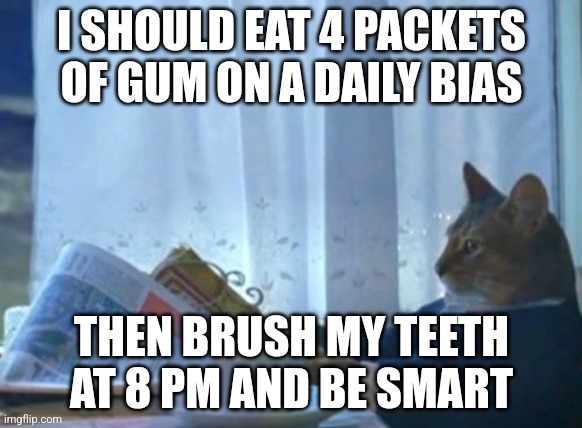 I SHOULD EAT 4 PACKETS
OF GUM ON A DAILY BIAS
THEN BRUSH MY TEETH
AT 8 PM AND BE SMART
imgflip.com